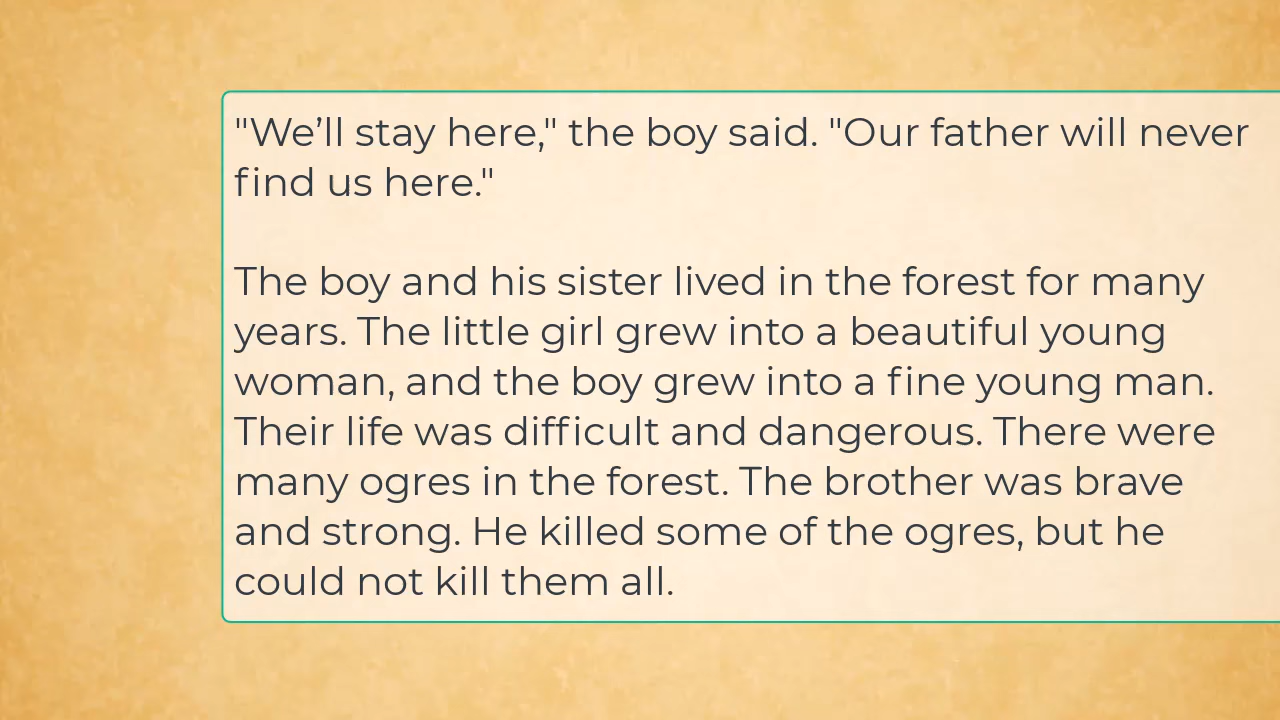 "We’ll stay here," the boy said. "Our father will never
find us here."
The boy and his sister lived in the forest for many
years. The little girl grew into a beautiful young
woman, and the boy grew into a fine young man.
Their life was difficult and dangerous. There were
many ogres in the forest. The brother was brave
and strong. He killed some of the ogres, but he
could not kill them all.